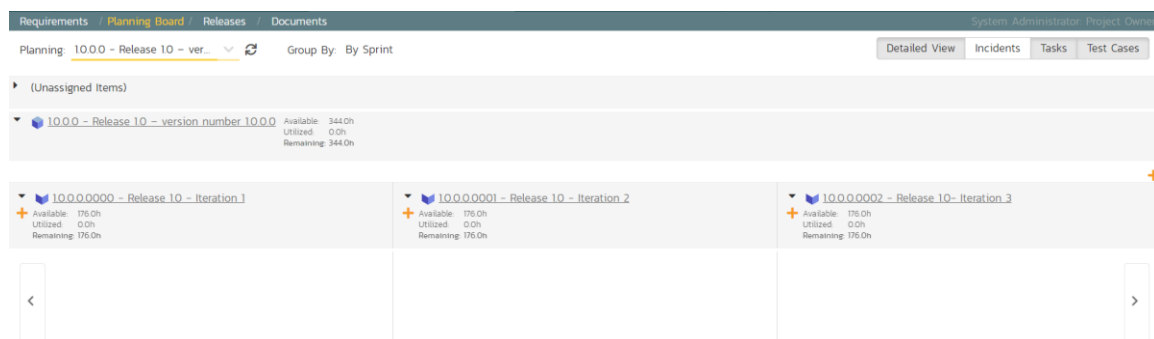 Requirements / Planning Board / Releases / Documents
System Administrator: Project Owner
Planning: 10.0.0 - Release 1.0 – ver...
Group By: By Sprint
Detailed View Incidents Tasks Test Cases
(Unassigned Items)
10.0.0 - Release 1.0 – version number 1.0.0.0
Available: 344.0h
Utilized: 0.0h
Remaining: 344.0h
1.0.0.0.0000 - Release 1.0 - Iteration 1
Available: 176.0h
Utilized: 0.0h
Remaining: 176.0h
1.0.0.0.0001 - Release 1.0 - Iteration 2
Available: 176.0h
Utilized: 0.0h
Remaining: 176.0h
1.0.0.0.0002 - Release 1.0- Iteration 3
Available: 176.0h
Utilized: 0.0h
Remaining: 176.0h